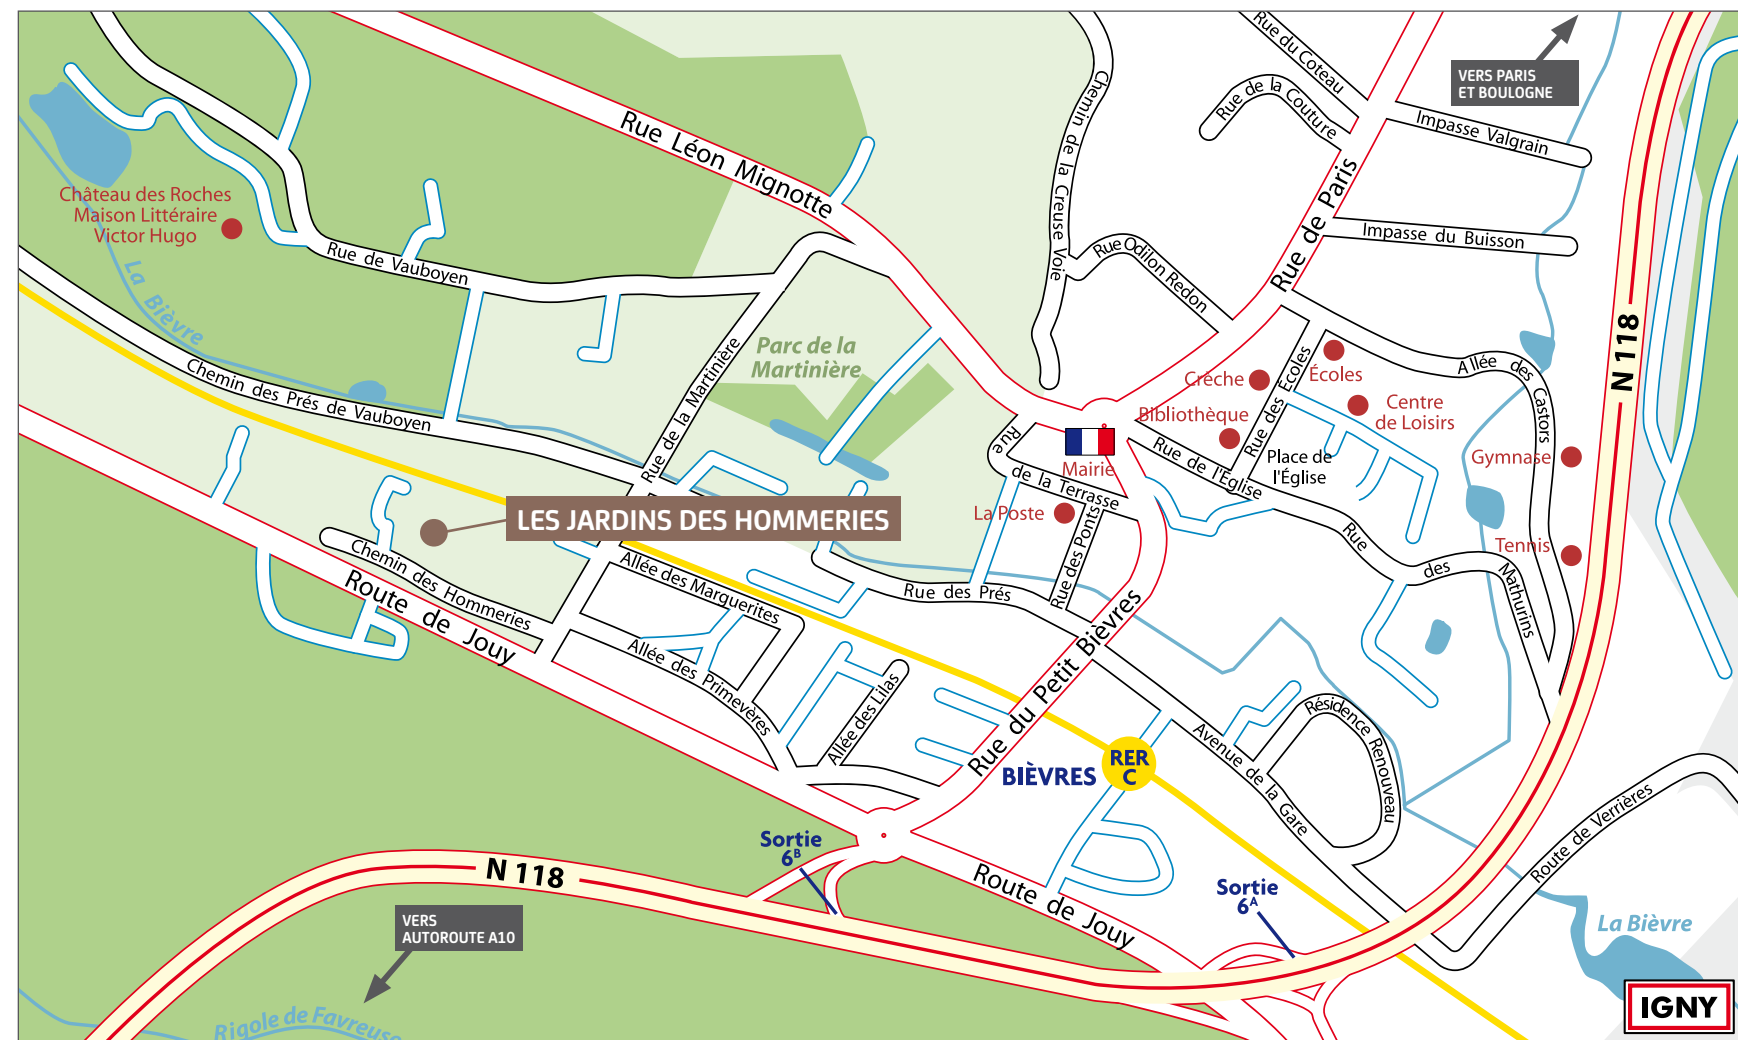 VERS PARIS
ET BOULOGNE
Rue du Coteau
Rue de la Couture
Impasse Valgrain
Chemin de la Creuse Voie
Rue Léon Mignotte
Rue de Paris
Impasse du Buisson
Rue Odilon Redon
Château des Roches
Maison Littéraire
Victor Hugo
La Bièvre
Rue de Vauboyen
Chemin des Prés de Vauboyen
Rue de la Martinière
Parc de la
Martinière
N 118
Allée des Castors
Écoles
Crèche
Rue des Écoles
Centre
de Loisirs
Bibliothèque
Gymnase
Place de
l'Église
Rue de l'Église
Mairie
Rue
de la Terrasse
La Poste
Rue des Ponts
Tennis
Rue des Mathurins
LES JARDINS DES HOMMERIES
Chemin des Hommeries
Route de Jouy
Allée des Marguerites
Allée des Primevères
Allée des Lilas
Rue des Prés
Rue du Petit Bièvres
BIÈVRES
RER
C
Avenue de la Gare
Résidence Renouveau
Route de Verrières
Sortie
6B
N 118
Route de Jouy
Sortie
6A
VERS
AUTOROUTE A10
Rigole de Favreuse
La Bièvre
IGNY